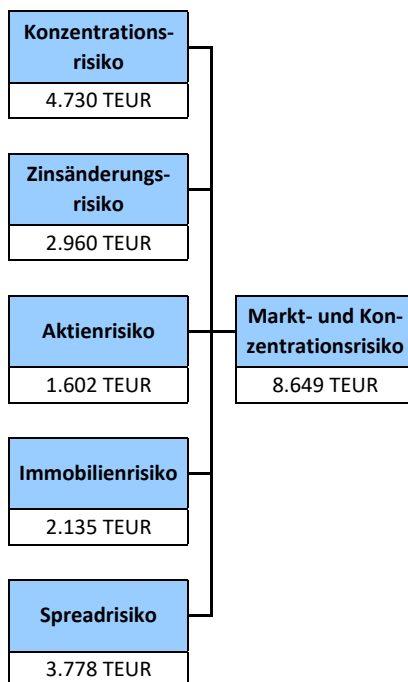 Konzentrations-
risiko
4.730 TEUR
Zinsänderungs-
risiko
2.960 TEUR
Aktienrisiko
1.602 TEUR
Markt- und Kon-
zentrationsrisiko
8.649 TEUR
Immobilienrisiko
2.135 TEUR
Spreadrisiko
3.778 TEUR